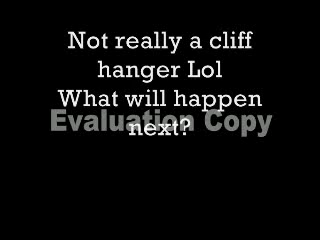 Not really a cliff
hanger Lol
What will happen
next?
Evaluation Copy